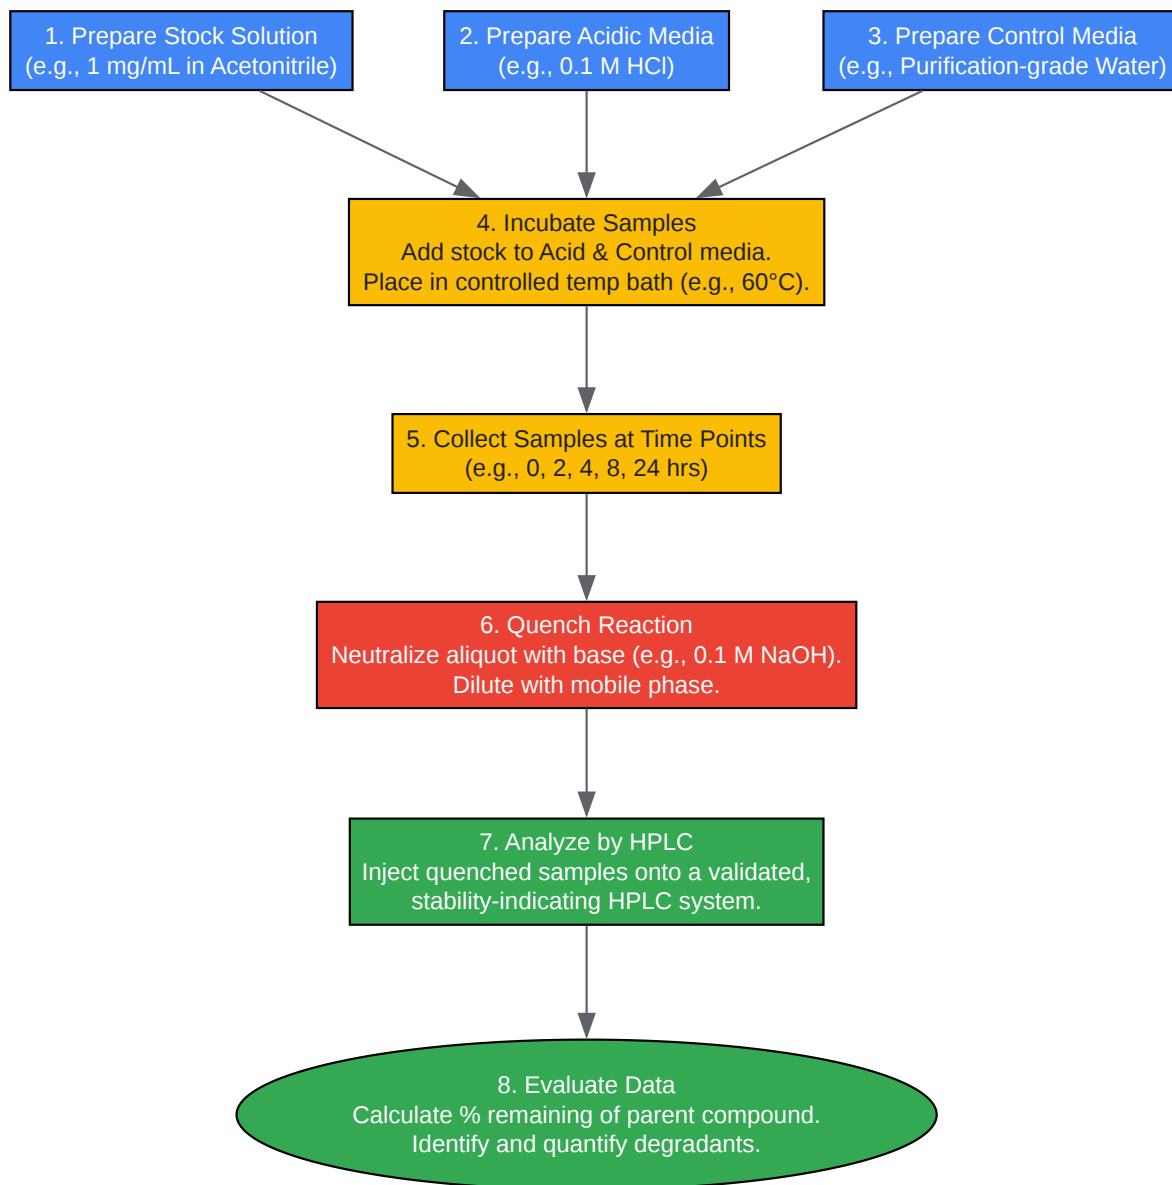 1. Prepare Stock Solution
(e.g., 1 mg/mL in Acetonitrile)
2. Prepare Acidic Media
(e.g., 0.1 M HCl)
3. Prepare Control Media
(e.g., Purification-grade Water)
4. Incubate Samples
Add stock to Acid & Control media.
Place in controlled temp bath (e.g., 60°C).
5. Collect Samples at Time Points
(e.g., 0, 2, 4, 8, 24 hrs)
6. Quench Reaction
Neutralize aliquot with base (e.g., 0.1 M NaOH).
Dilute with mobile phase.
7. Analyze by HPLC
Inject quenched samples onto a validated,
stability-indicating HPLC system.
8. Evaluate Data
Calculate % remaining of parent compound.
Identify and quantify degradants.